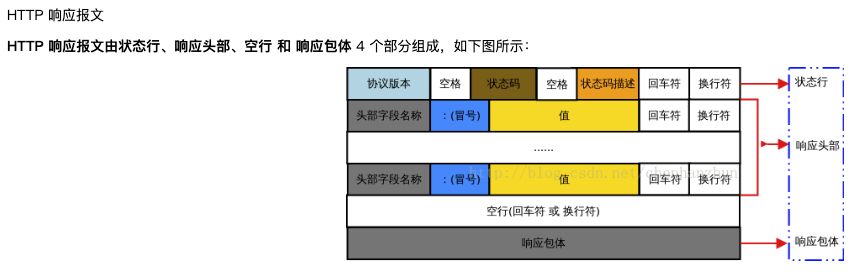 HTTP 响应报文
HTTP 响应报文由状态行、响应头部、空行 和 响应包体 4 个部分组成，如下图所示：
协议版本 空格 状态码 空格 状态码描述 回车符 换行符 状态行
头部字段名称 ：(冒号) 值 回车符 换行符
...... 响应头部
头部字段名称 ：(冒号) 值 回车符 换行符
http://blog.csdn.net/chenhanzhun
空行(回车符 或 换行符)
响应包体 响应包体